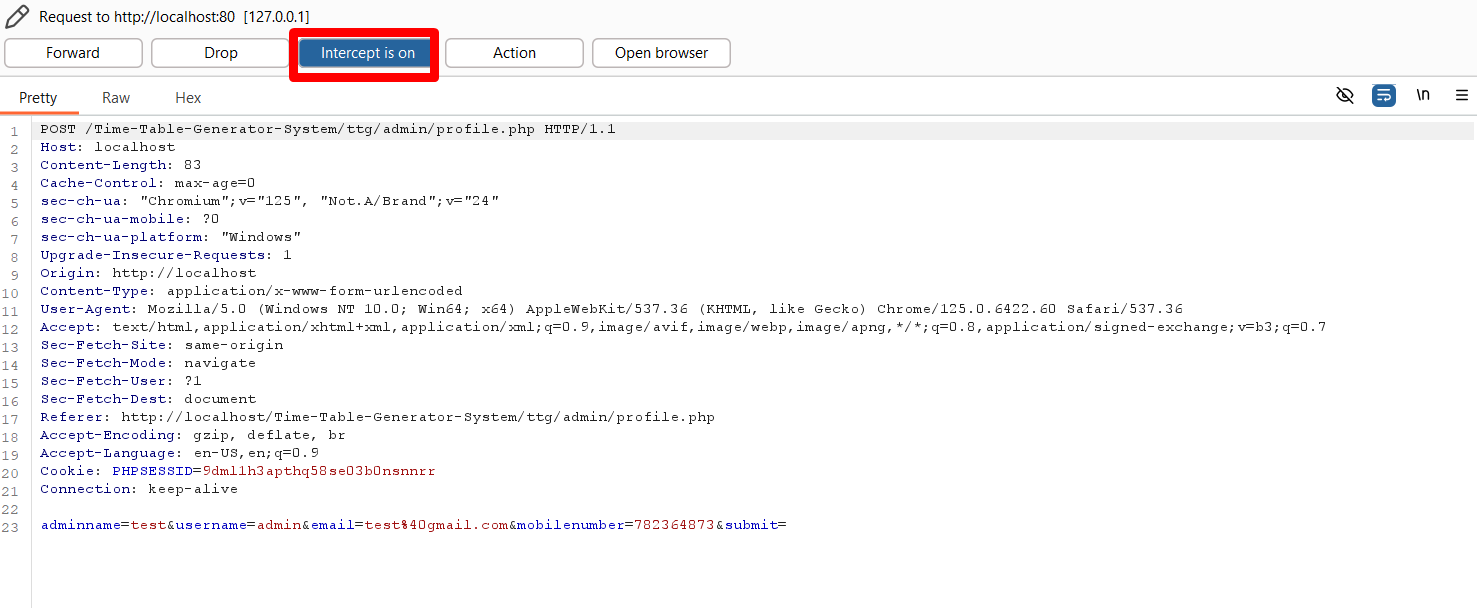 Request to http://localhost:80 [127.0.0.1]
Forward Drop Intercept is on Action Open browser
Pretty Raw Hex \n
1 POST /Time-Table-Generator-System/ttg/admin/profile.php HTTP/1.1
2 Host: localhost
3 Content-Length: 83
4 Cache-Control: max-age=0
5 sec-ch-ua: "Chromium";v="125", "Not.A/Brand";v="24"
6 sec-ch-ua-mobile: ?0
7 sec-ch-ua-platform: "Windows"
8 Upgrade-Insecure-Requests: 1
9 Origin: http://localhost
10 Content-Type: application/x-www-form-urlencoded
11 User-Agent: Mozilla/5.0 (Windows NT 10.0; Win64; x64) AppleWebKit/537.36 (KHTML, like Gecko) Chrome/125.0.6422.60 Safari/537.36
12 Accept: text/html,application/xhtml+xml,application/xml;q=0.9,image/avif,image/webp,image/apng,*/*;q=0.8,application/signed-exchange;v=b3;q=0.7
13 Sec-Fetch-Site: same-origin
14 Sec-Fetch-Mode: navigate
15 Sec-Fetch-User: ?1
16 Sec-Fetch-Dest: document
17 Referer: http://localhost/Time-Table-Generator-System/ttg/admin/profile.php
18 Accept-Encoding: gzip, deflate, br
19 Accept-Language: en-US,en;q=0.9
20 Cookie: PHPSESSID=9dml1h3apthq58se03b0nsnnrr
21 Connection: keep-alive
22
23 adminname=test&username=admin&email=test%40gmail.com&mobilenumber=782364873&submit=